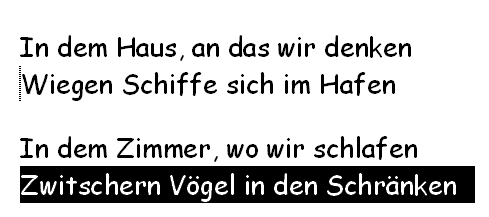 In dem Haus, an das wir denken
Wiegen Schiffe sich im Hafen
In dem Zimmer, wo wir schlafen
Zwitschern Vögel in den Schränken